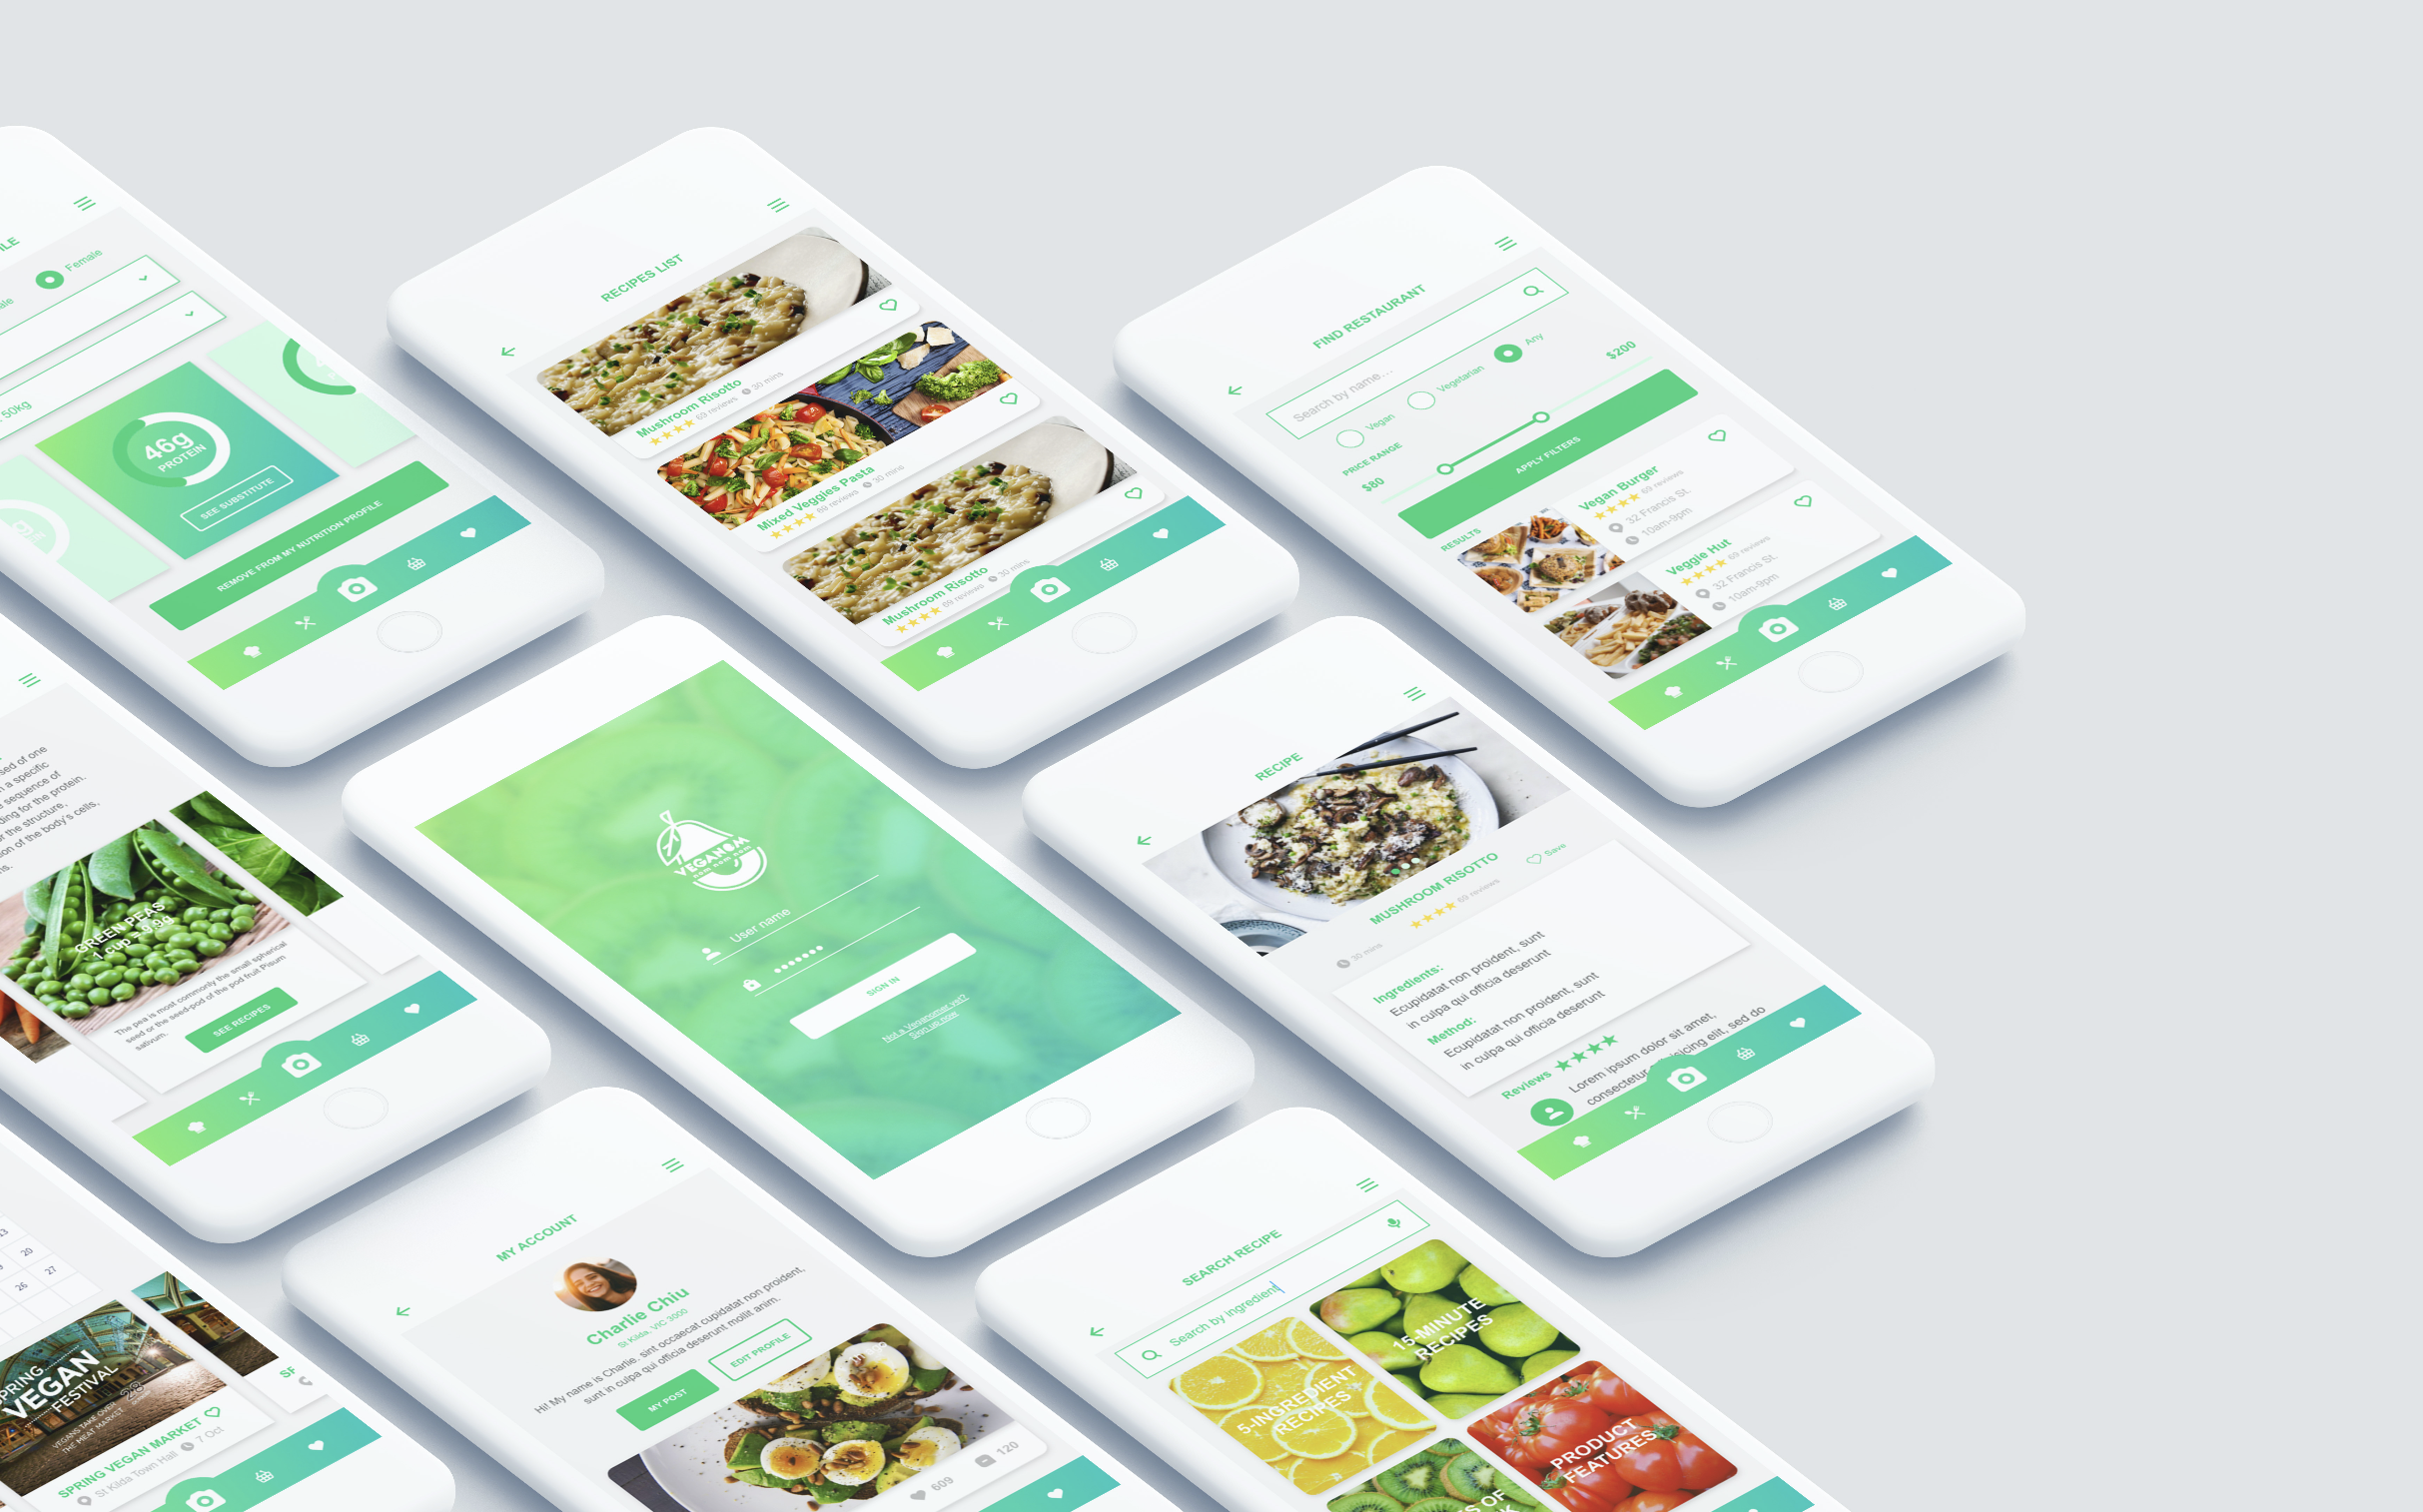 Female
50kg
46g
PROTEIN
SEE SUBSTITUTE
REMOVE FROM MY NUTRITION PROFILE
RECIPES LIST
Mushroom Risotto
69 reviews 30 mins
Mixed Veggies Pasta
69 reviews 30 mins
Mushroom Risotto
69 reviews 30 mins
FIND RESTAURANT
Search by name...
Vegan Vegetarian Any
PRICE RANGE
$80 $200
APPLY FILTERS
RESULTS
Vegan Burger
69 reviews
32 Francis St.
10am-9pm
Veggie Hut
69 reviews
32 Francis St.
10am-9pm
of one
a specific
sequence of
for the protein.
the structure,
of the body's cells,
GREEN PEAS
1 cup = 9.9g
The pea is most commonly the small spherical
seed or the seed-pod of the pod fruit Pisum
sativum.
SEE RECIPES
VEGANOM
nom nom nom
User name
SIGN IN
Not a Veganomer yet?
Sign up now
RECIPE
MUSHROOM RISOTTO
Save
69 reviews
30 mins
Ingredients:
Ecupidatat non proident, sunt
in culpa qui officia deserunt
Method:
Ecupidatat non proident, sunt
in culpa qui officia deserunt
Reviews
Lorem ipsum dolor sit amet,
consectetur elit, sed do
13
20
26 27
VEGAN
FESTIVAL
28
VEGANS TAKE OVER
THE MEAT MARKET
SPRING VEGAN MARKET
St Kilda Town Hall 7 Oct
MY ACCOUNT
Charlie Chiu
St Kilda, VIC 3000
Hi! My name is Charlie. sint occaecat cupidatat non proident,
sunt in culpa qui officia deserunt mollit anim.
MY POST
EDIT PROFILE
609 120
SEARCH RECIPE
Search by Ingredient
5-INGREDIENT
RECIPES
15-MINUTE
RECIPES
PRODUCT
FEATURES
OF